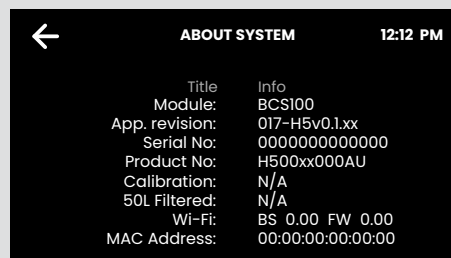 ABOUT SYSTEM 12:12 PM
Title Info
Module: BCS100
App. revision: 017-H5v0.1.xx
Serial No: 0000000000000
Product No: H500xx000AU
Calibration: N/A
50L Filtered: N/A
Wi-Fi: BS 0.00 FW 0.00
MAC Address: 00:00:00:00:00:00